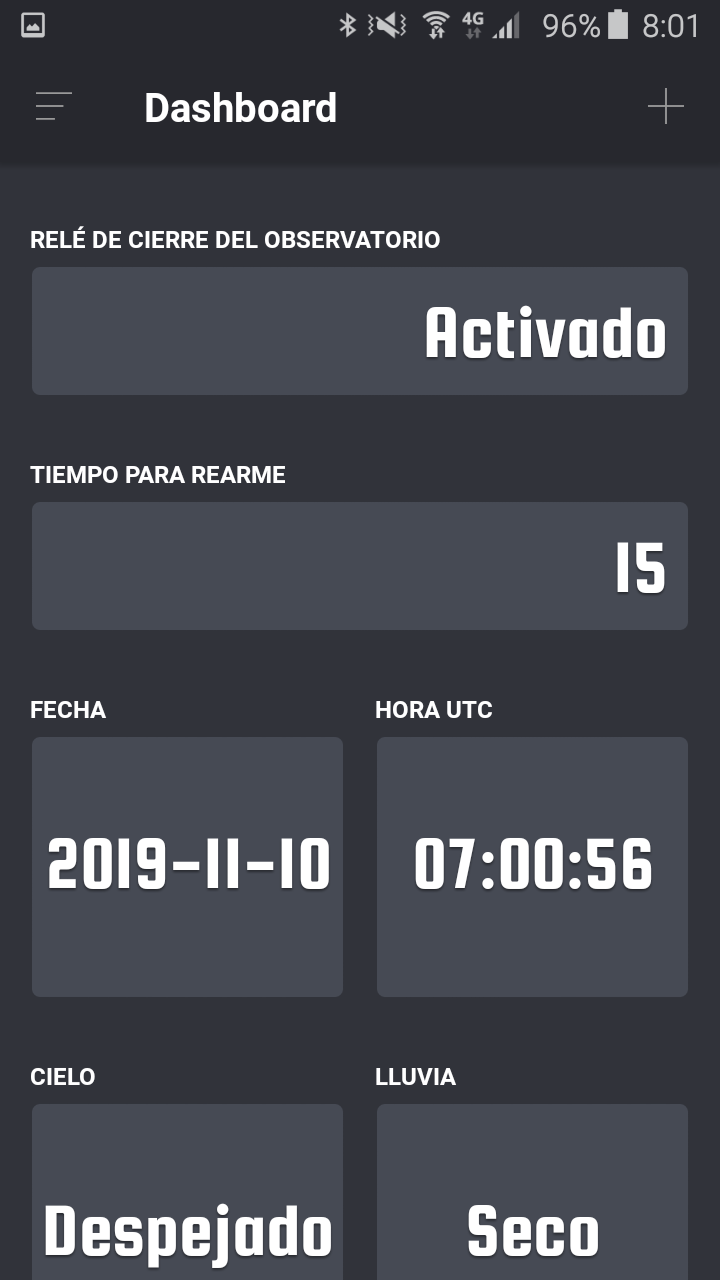 4G 96% 8:01
Dashboard
RELÉ DE CIERRE DEL OBSERVATORIO
Activado
TIEMPO PARA REARME
15
FECHA HORA UTC
2019-11-10 07:00:56
CIELO LLUVIA
Despejado Seco